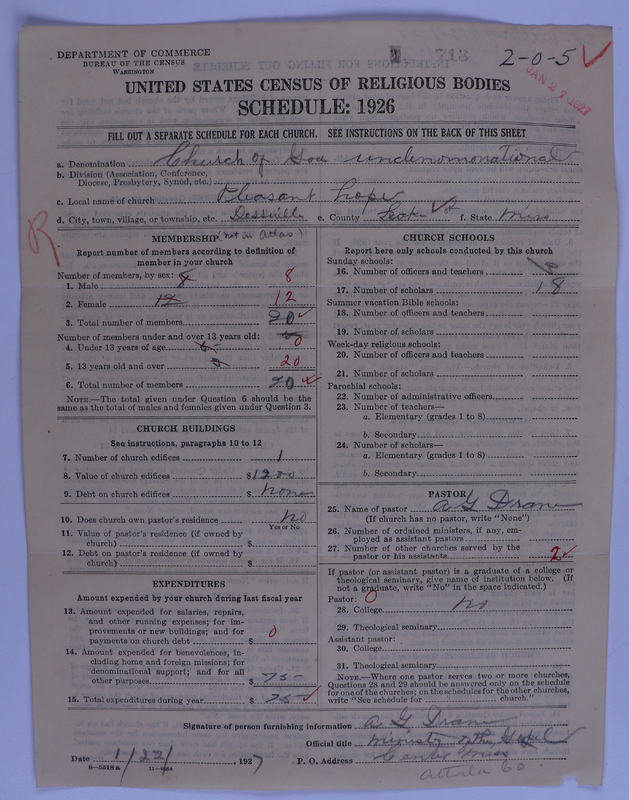 DEPARTMENT OF COMMERCE
BUREAU OF THE CENSUS
WASHINGTON
713
2-0-5 ✓
JAN 27 1927
UNITED STATES CENSUS OF RELIGIOUS BODIES
SCHEDULE: 1926
FILL OUT A SEPARATE SCHEDULE FOR EACH CHURCH. SEE INSTRUCTIONS ON THE BACK OF THIS SHEET
a. Denomination Church of God undenomonational
b. Division (Association, Conference,
Diocese, Presbytery, Synod, etc.)
c. Local name of church Pleasant hope
d. City, town, village, or township, etc. Dossville e. County f. State Miss
(not in Atlas)
R
MEMBERSHIP
Report number of members according to definition of
member in your church
Number of members, by sex:
1. Male 8 8
2. Female 12 12
3. Total number of members 20 ✓
Number of members under and over 13 years old:
4. Under 13 years of age 0
5. 13 years old and over 20
6. Total number of members 20 ✓
NOTE.—The total given under Question 6 should be the
same as the total of males and females given under Question 3.
CHURCH BUILDINGS
See instructions, paragraphs 10 to 12
7. Number of church edifices 1
8. Value of church edifices $1200
9. Debt on church edifices $ None
10. Does church own pastor's residence No
Yes or No
11. Value of pastor's residence (if owned by
church) $
12. Debt on pastor's residence (if owned by
church) $
EXPENDITURES
Amount expended by your church during last fiscal year
13. Amount expended for salaries, repairs,
and other running expenses; for im-
provements or new buildings; and for
payments on church debt $ 0
14. Amount expended for benevolences, in-
cluding home and foreign missions; for
denominational support; and for all
other purposes $ 75-
15. Total expenditures during year $ 75 ✓
CHURCH SCHOOLS
Report here only schools conducted by this church
Sunday schools:
16. Number of officers and teachers
17. Number of scholars 18
Summer vacation Bible schools:
18. Number of officers and teachers
19. Number of scholars
Week-day religious schools:
20. Number of officers and teachers
21. Number of scholars
Parochial schools:
22. Number of administrative officers
23. Number of teachers—
a. Elementary (grades 1 to 8)
b. Secondary
24. Number of scholars—
a. Elementary (grades 1 to 8)
b. Secondary
PASTOR
25. Name of pastor A G Drane
(If church has no pastor, write "None")
26. Number of ordained ministers, if any, em-
ployed as assistant pastors
27. Number of other churches served by the
pastor or his assistants 2 ✓
If pastor (or assistant pastor) is a graduate of a college or
theological seminary, give name of institution below. (If
not a graduate, write "No" in the space indicated.)
Pastor: 0
28. College No
29. Theological seminary
Assistant pastor:
30. College
31. Theological seminary
NOTE.—Where one pastor serves two or more churches,
Questions 28 and 29 should be answered only on the schedule
for one of the churches; on the schedules for the other churches,
write "See schedule for church."
Signature of person furnishing information A G Drane
Official title Minister of the Gospel
Date 1/22/, 1927 P. O. Address Miss
8-5518a 11-9954
Attala Co.